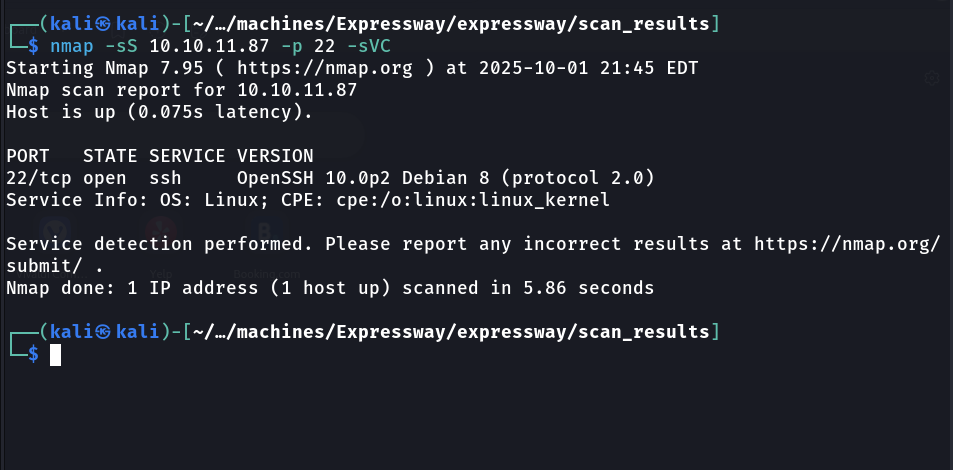 ┌──(kali㉿kali)-[~/…/machines/Expressway/expressway/scan_results]
└─$ nmap -sS 10.10.11.87 -p 22 -sVC
Starting Nmap 7.95 ( https://nmap.org ) at 2025-10-01 21:45 EDT
Nmap scan report for 10.10.11.87
Host is up (0.075s latency).
PORT   STATE SERVICE VERSION
22/tcp open  ssh     OpenSSH 10.0p2 Debian 8 (protocol 2.0)
Service Info: OS: Linux; CPE: cpe:/o:linux:linux_kernel
Service detection performed. Please report any incorrect results at https://nmap.org/
submit/ .
Yelp Booking.com
Nmap done: 1 IP address (1 host up) scanned in 5.86 seconds
┌──(kali㉿kali)-[~/…/machines/Expressway/expressway/scan_results]
└─$